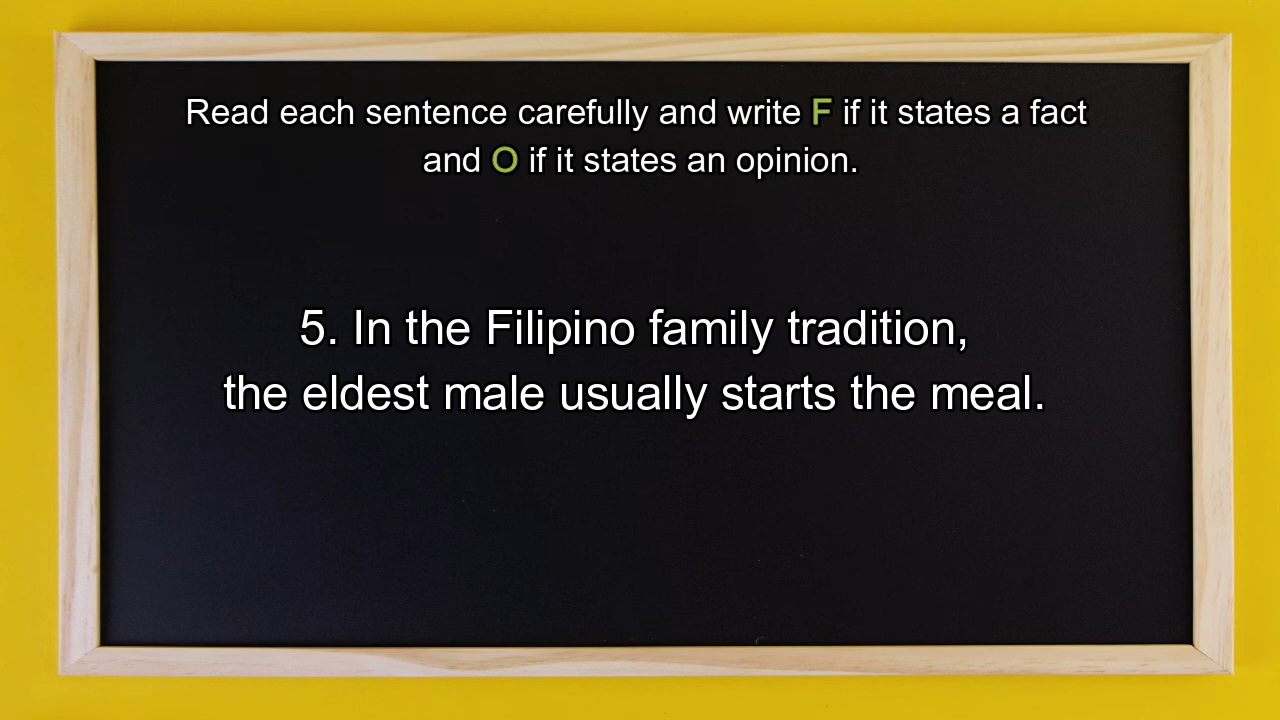 Read each sentence carefully and write F if it states a fact
and O if it states an opinion.
5. In the Filipino family tradition,
the eldest male usually starts the meal.